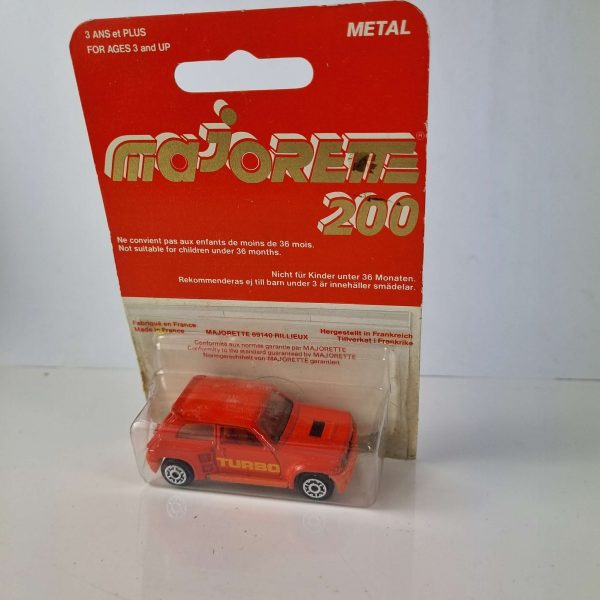 3 ANS et PLUS
FOR AGES 3 and UP
METAL
MAJORETTE®
200
Ne convient pas aux enfants de moins de 36 mois.
Not suitable for children under 36 months.
Nicht für Kinder unter 36 Monaten.
Rekommenderas ej till barn under 3 är innehäller smådelar.
Fabriqué en France
Made in France
MAJORETTE 69140 RILLIEUX
Hergestellt in Frankreich
Tillverkat i Frankrike
Conformité aux normes garantie par MAJORETTE
Conformity to the standard guaranteed by MAJORETTE
Normgerechtheit von MAJORETTE garantiert
TURBO